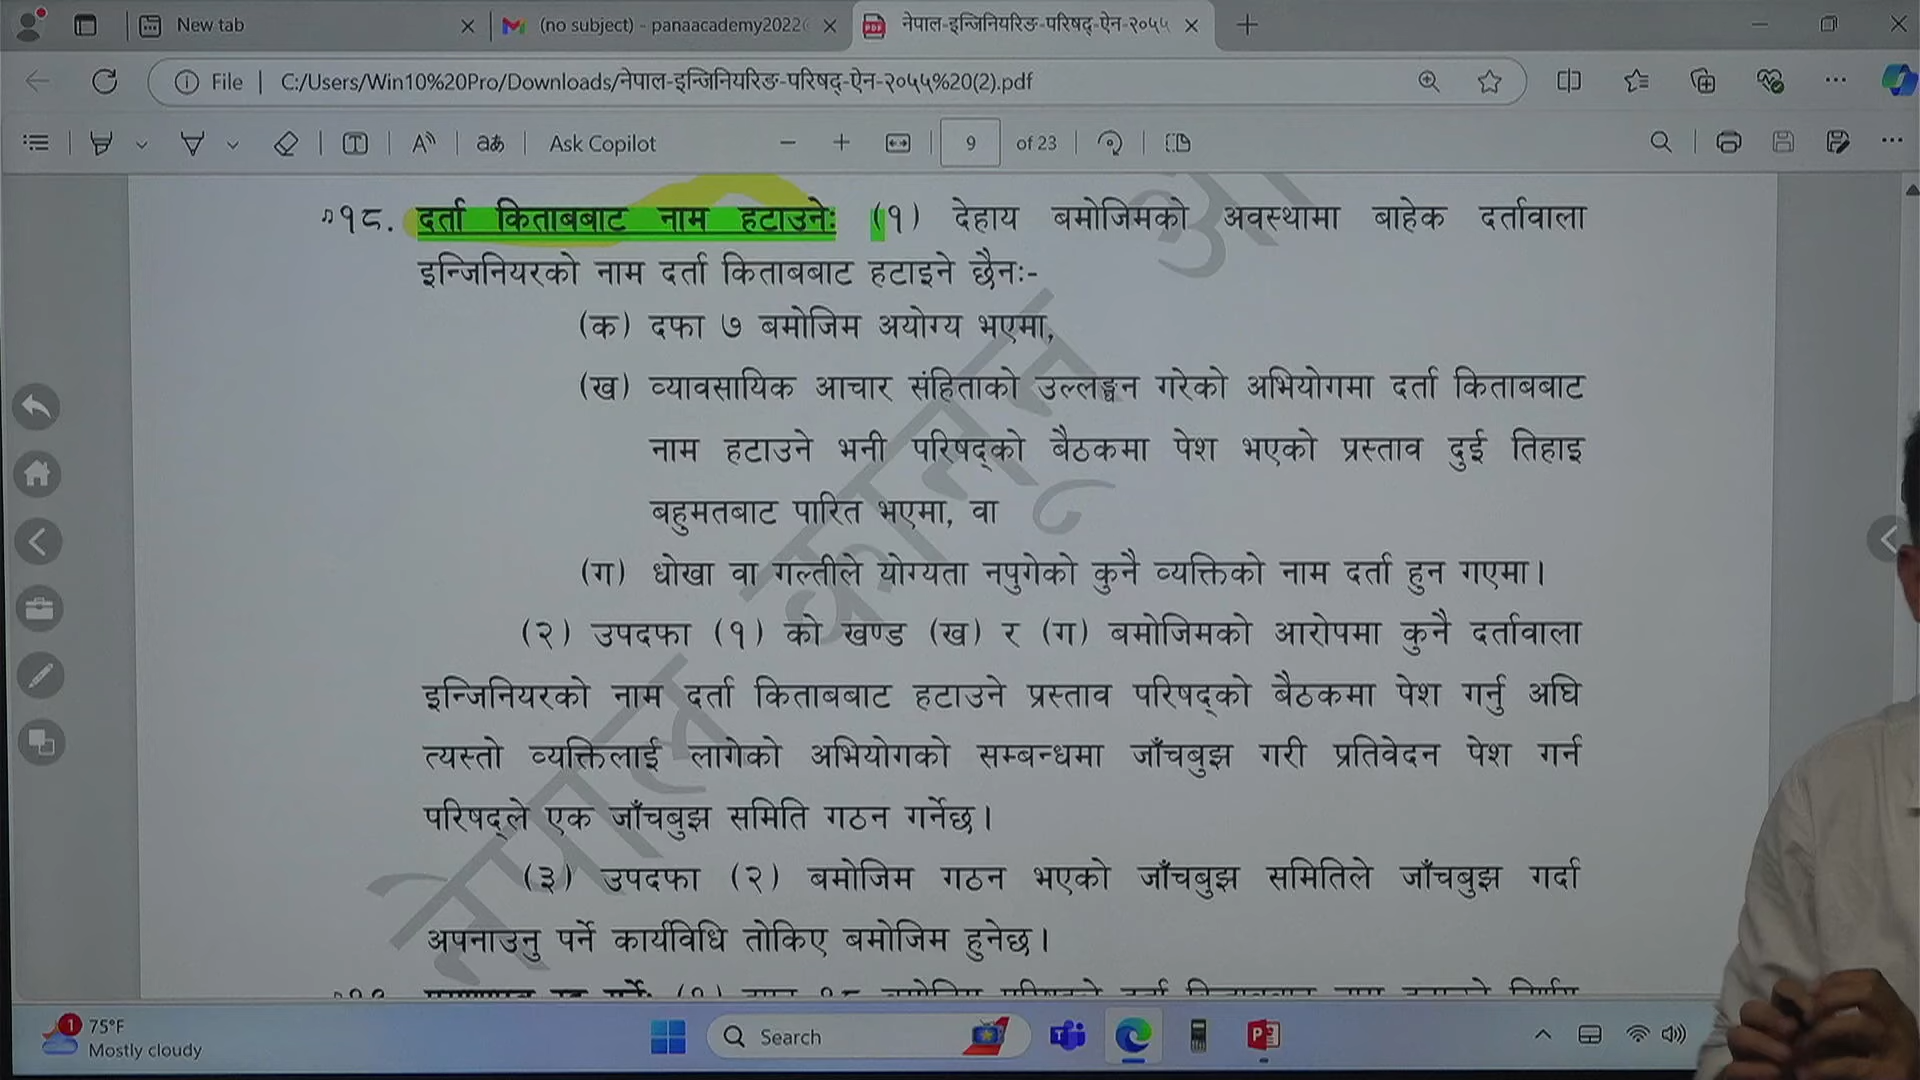 New tab
(no subject) - panaacademy2022
नेपाल-इन्जिनियरिङ-परिषद्-ऐन-२०५५
File
C:/Users/Win10%20Pro/Downloads/नेपाल-इन्जिनियरिङ-परिषद्-ऐन-२०५५%20(2).pdf
Ask Copilot
9 of 23
१८. दर्ता किताबबाट नाम हटाउनेः (१) देहाय बमोजिमको अवस्थामा बाहेक दर्तावाला
इन्जिनियरको नाम दर्ता किताबबाट हटाइने छैनः-
(क) दफा ७ बमोजिम अयोग्य भएमा,
(ख) व्यावसायिक आचार संहिताको उल्लङ्घन गरेको अभियोगमा दर्ता किताबबाट
नाम हटाउने भनी परिषद्को बैठकमा पेश भएको प्रस्ताव दुई तिहाइ
बहुमतबाट पारित भएमा, वा
(ग) धोखा वा गल्तीले योग्यता नपुगेको कुनै व्यक्तिको नाम दर्ता हुन गएमा।
(२) उपदफा (१) को खण्ड (ख) र (ग) बमोजिमको आरोपमा कुनै दर्तावाला
इन्जिनियरको नाम दर्ता किताबबाट हटाउने प्रस्ताव परिषद्को बैठकमा पेश गर्नु अघि
त्यस्तो व्यक्तिलाई लागेको अभियोगको सम्बन्धमा जाँचबुझ गरी प्रतिवेदन पेश गर्न
परिषद्ले एक जाँचबुझ समिति गठन गर्नेछ।
(३) उपदफा (२) बमोजिम गठन भएको जाँचबुझ समितिले जाँचबुझ गर्दा
अपनाउनु पर्ने कार्यविधि तोकिए बमोजिम हुनेछ।
नेपाल कानून
1
75°F
Mostly cloudy
Search